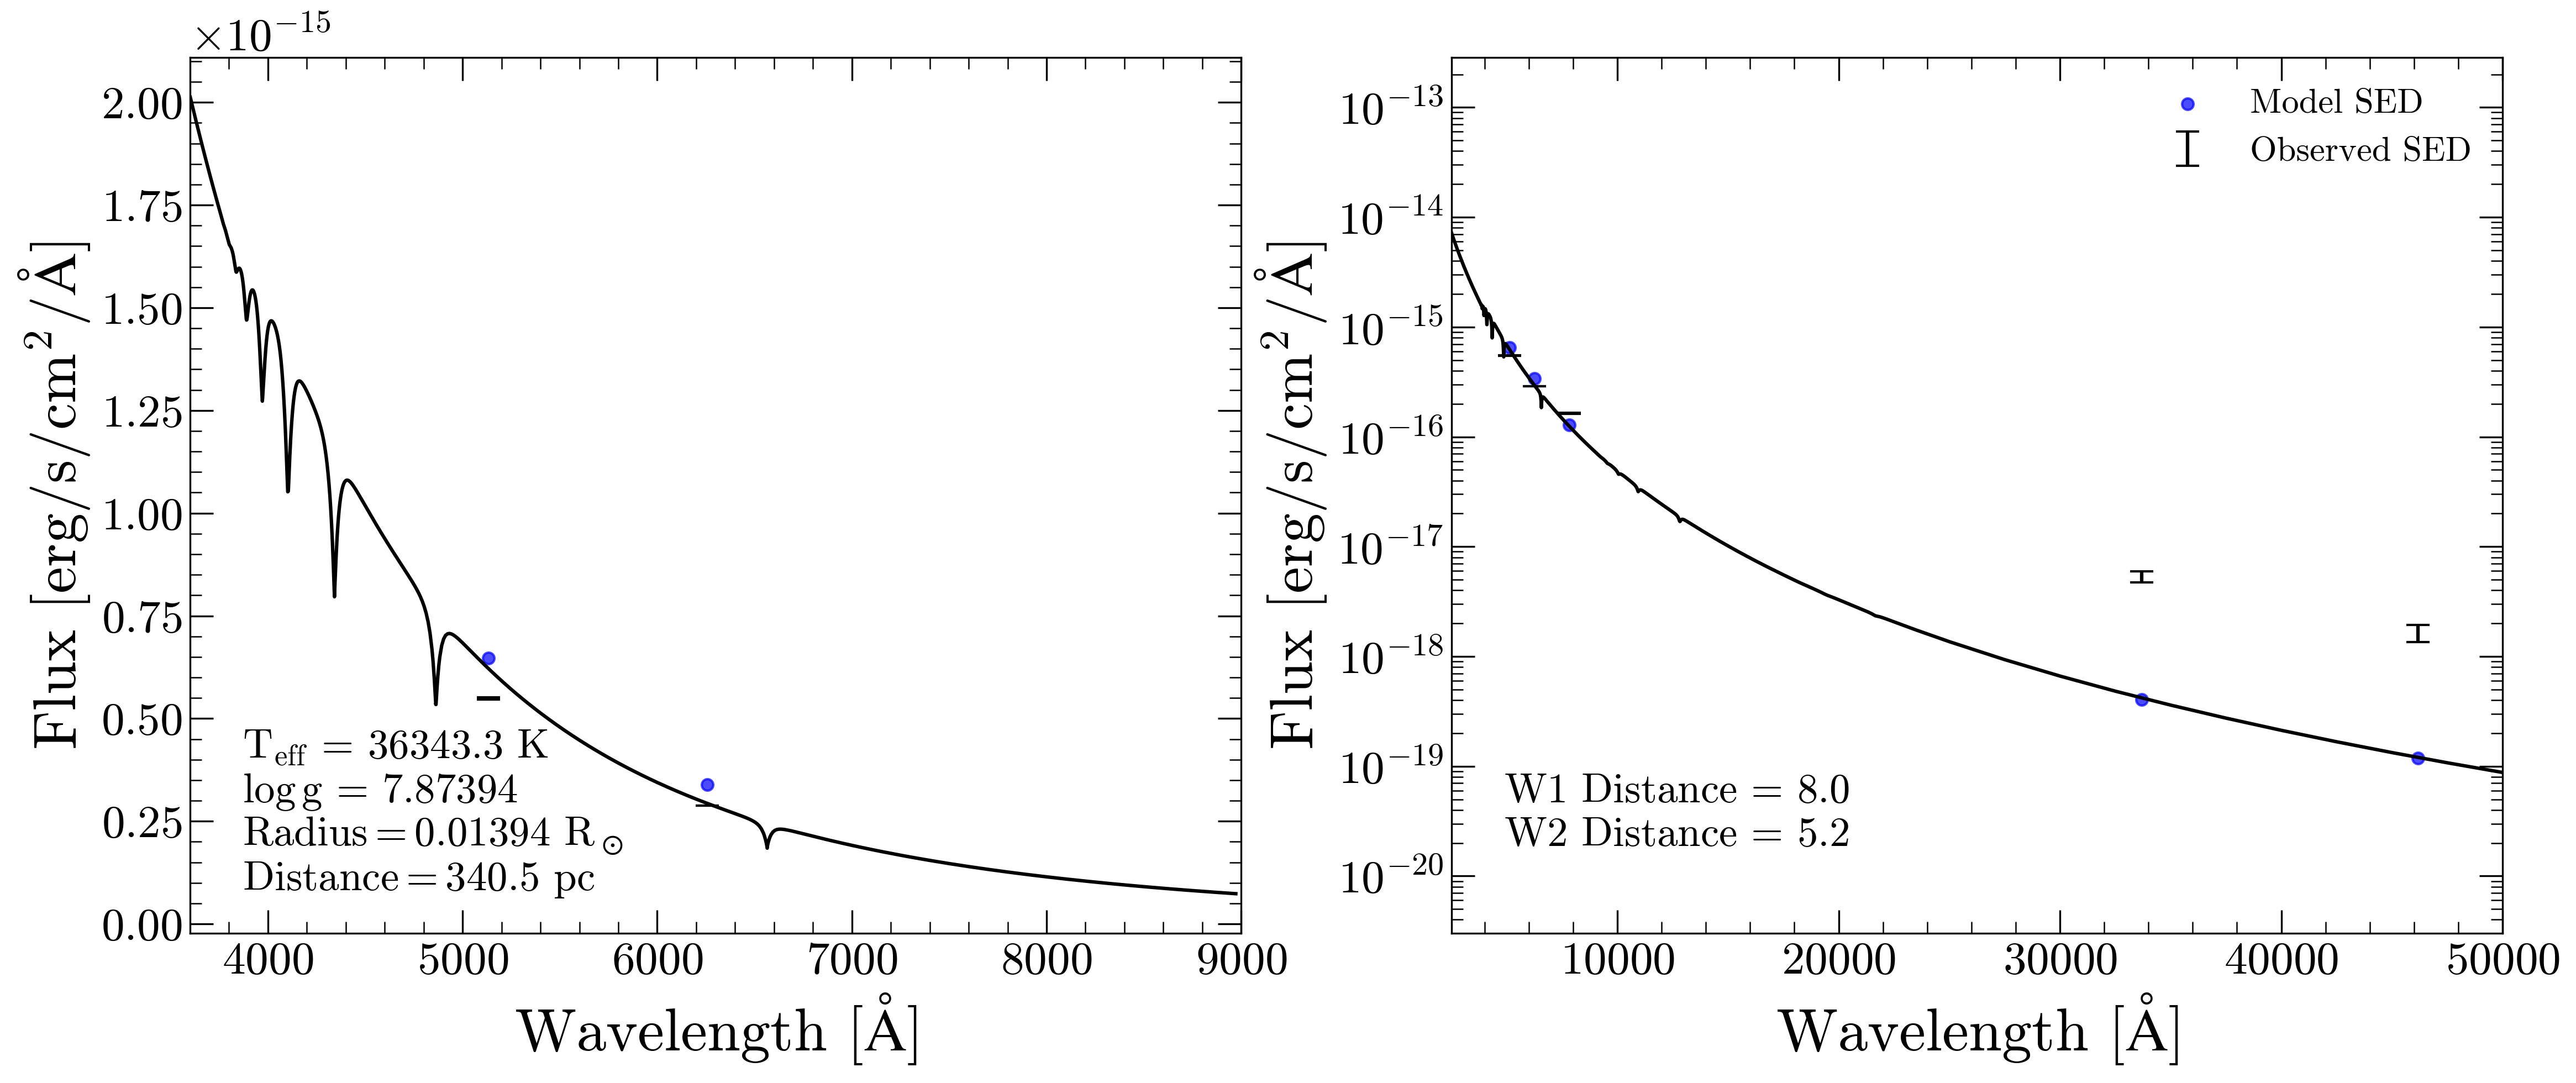 ×10⁻¹⁵
2.00
1.75
1.50
1.25
1.00
0.75
0.50
0.25
0.00
Flux [erg/s/cm²/Å]
T_eff = 36343.3 K
log g = 7.87394
Radius = 0.01394 R_⊙
Distance = 340.5 pc
4000 5000 6000 7000 8000 9000
Wavelength [Å]
10⁻¹³
10⁻¹⁴
10⁻¹⁵
10⁻¹⁶
10⁻¹⁷
10⁻¹⁸
10⁻¹⁹
10⁻²⁰
Flux [erg/s/cm²/Å]
Model SED
Observed SED
W1 Distance = 8.0
W2 Distance = 5.2
10000 20000 30000 40000 50000
Wavelength [Å]